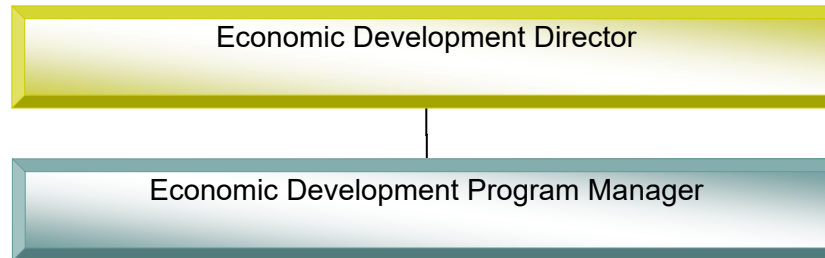 Economic Development Director
Economic Development Program Manager